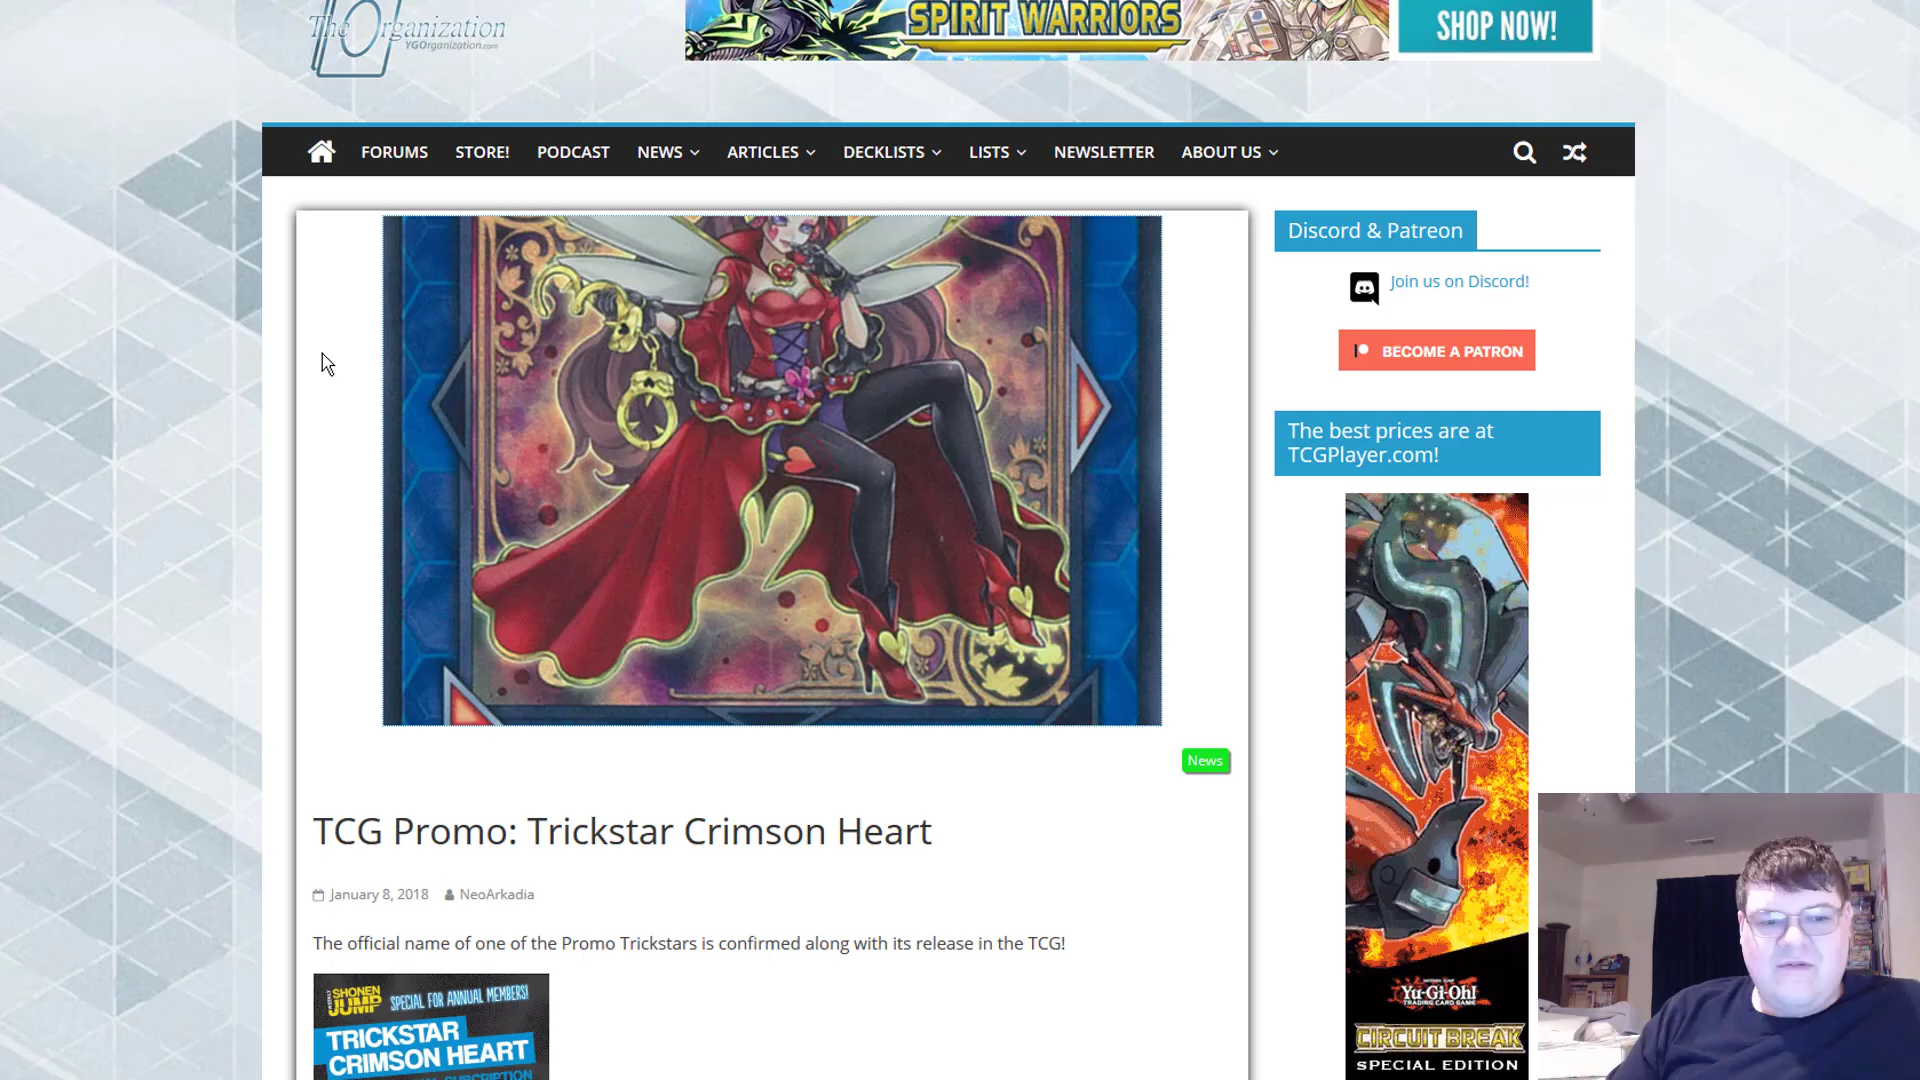 The Organization
YGOrganization.com
SPIRIT WARRIORS
SHOP NOW!
FORUMS STORE! PODCAST NEWS ARTICLES DECKLISTS LISTS NEWSLETTER ABOUT US
Discord & Patreon
Join us on Discord!
BECOME A PATRON
The best prices are at
TCGPlayer.com!
News
TCG Promo: Trickstar Crimson Heart
January 8, 2018 NeoArkadia
The official name of one of the Promo Trickstars is confirmed along with its release in the TCG!
SHONEN
JUMP
SPECIAL FOR ANNUAL MEMBERS!
TRICKSTAR
CRIMSON HEART
SUBSCRIPTION
Yu-Gi-Oh!
TRADING CARD GAME
CIRCUIT BREAK
SPECIAL EDITION